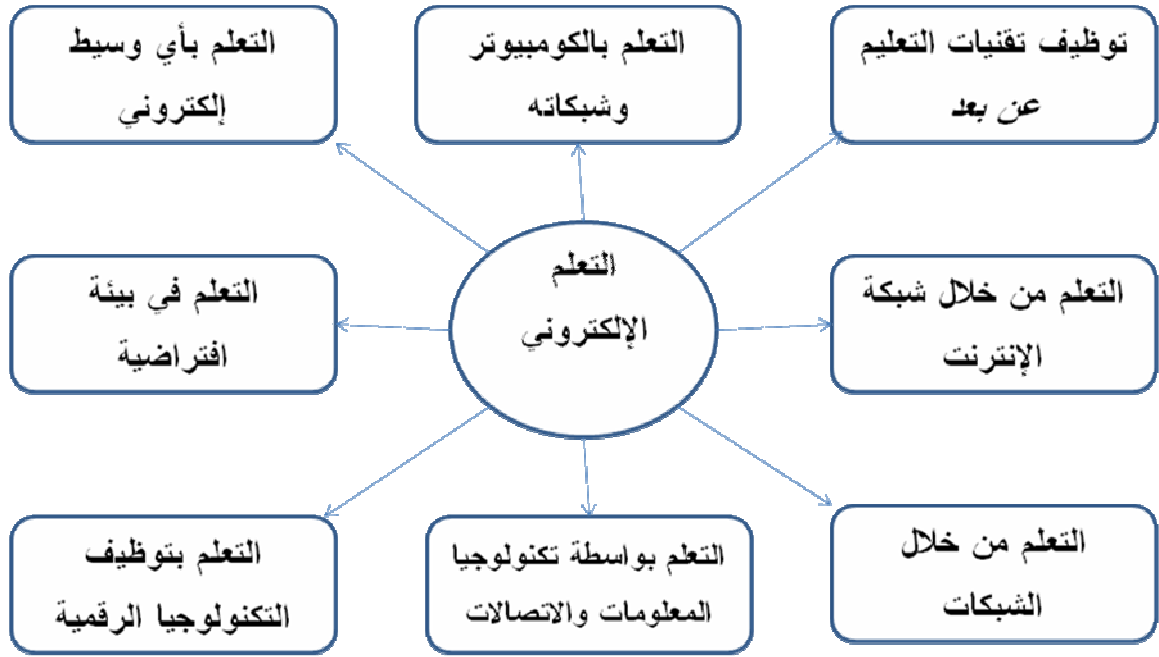 توظيف تقنيات التعليم
عن بعد
التعلم بالكومبيوتر
وشبكاته
التعلم بأي وسيط
إلكتروني
التعلم من خلال شبكة
الإنترنت
التعلم
الإلكتروني
التعلم في بيئة
افتراضية
التعلم من خلال
الشبكات
التعلم بواسطة تكنولوجيا
المعلومات والاتصالات
التعلم بتوظيف
التكنولوجيا الرقمية